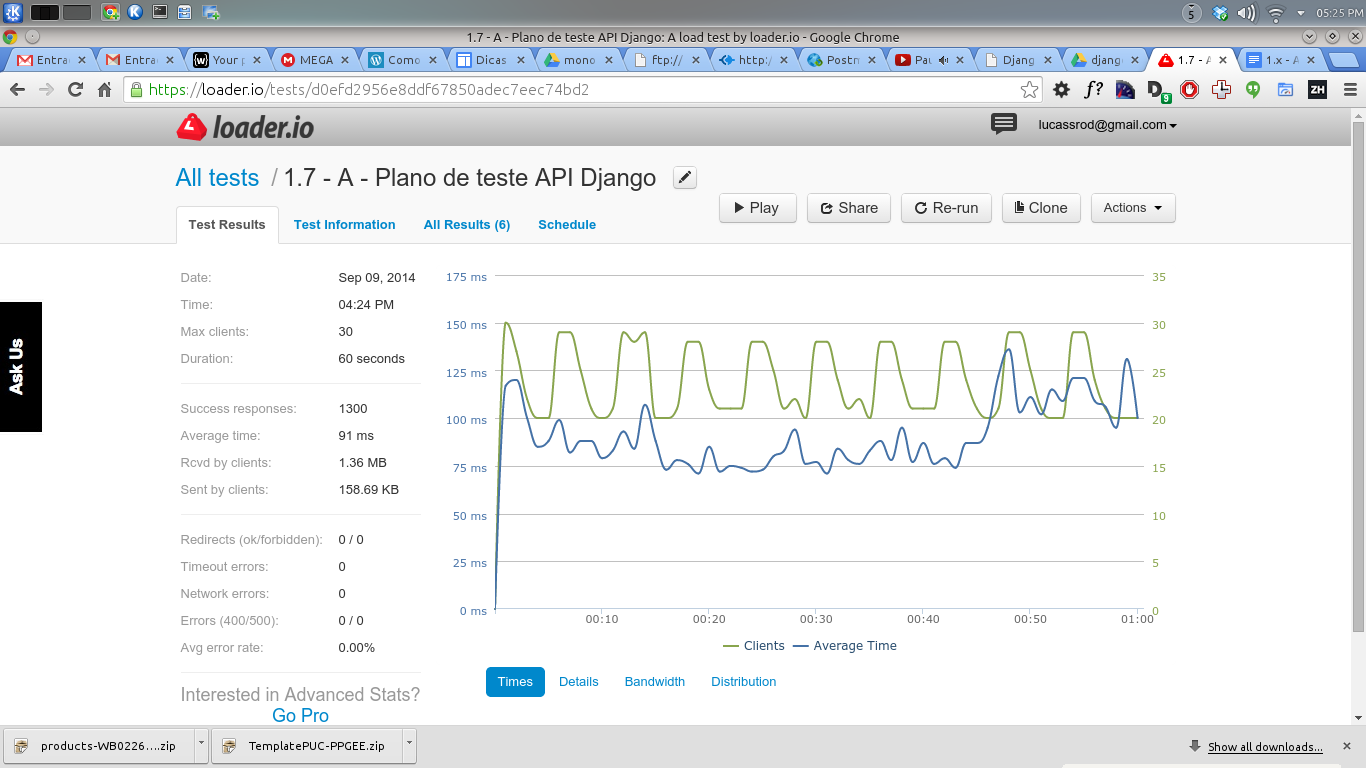 5
05:25 PM
1.7 - A - Plano de teste API Django: A load test by loader.io - Google Chrome
Entra Entra Your p MEGA Como Dicas mono ftp:// http:/ Postm Pau Djang django 1.7 - A 1.x - A
https://loader.io/tests/d0efd2956e8ddf67850adec7eec74bd2
f? D 9 ZH
loader.io
lucassrod@gmail.com
All tests / 1.7 - A - Plano de teste API Django
Play Share Re-run Clone Actions
Test Results Test Information All Results (6) Schedule
Date: Sep 09, 2014
Time: 04:24 PM
Max clients: 30
Duration: 60 seconds
Success responses: 1300
Average time: 91 ms
Rcvd by clients: 1.36 MB
Sent by clients: 158.69 KB
Redirects (ok/forbidden): 0 / 0
Timeout errors: 0
Network errors: 0
Errors (400/500): 0 / 0
Avg error rate: 0.00%
Interested in Advanced Stats?
Go Pro
Ask Us
175 ms 35
150 ms 30
125 ms 25
100 ms 20
75 ms 15
50 ms 10
25 ms 5
0 ms 0
00:10 00:20 00:30 00:40 00:50 01:00
Clients Average Time
Times Details Bandwidth Distribution
products-WB0226....zip TemplatePUC-PPGEE.zip Show all downloads...